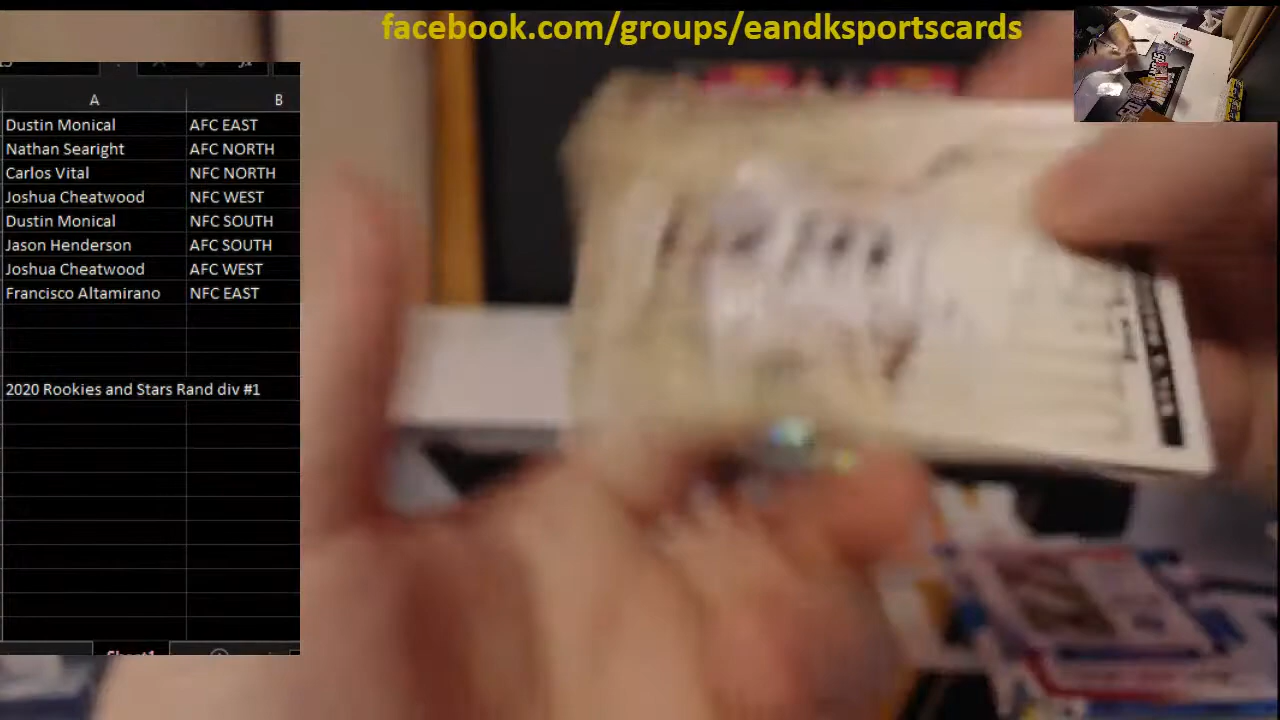 facebook.com/groups/eandksportscards
A B
Dustin Monical AFC EAST
Nathan Searight AFC NORTH
Carlos Vital NFC NORTH
Joshua Cheatwood NFC WEST
Dustin Monical NFC SOUTH
Jason Henderson AFC SOUTH
Joshua Cheatwood AFC WEST
Francisco Altamirano NFC EAST
2020 Rookies and Stars Rand div #1